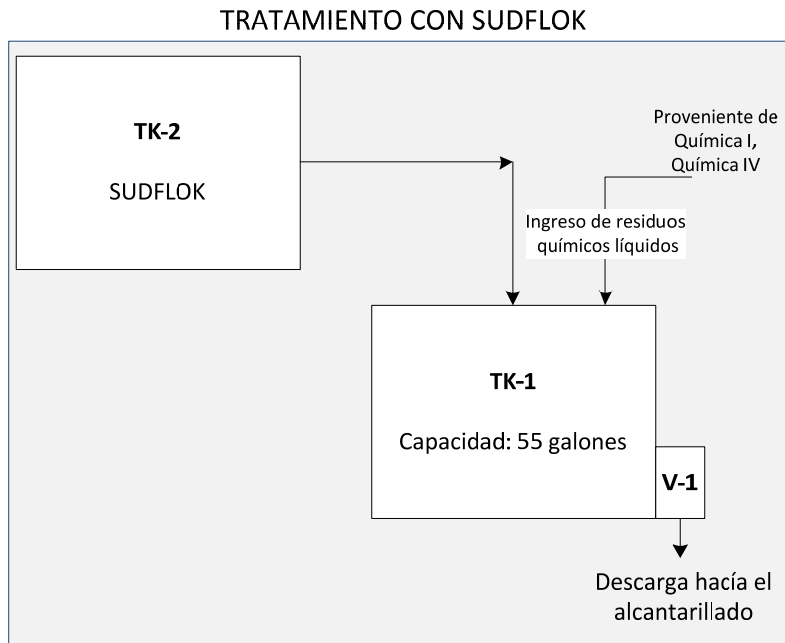 TRATAMIENTO CON SUDFLOK
TK-2
SUDFLOK
Proveniente de
Química I,
Química IV
Ingreso de residuos
químicos líquidos
TK-1
Capacidad: 55 galones
V-1
Descarga hacía el
alcantarillado